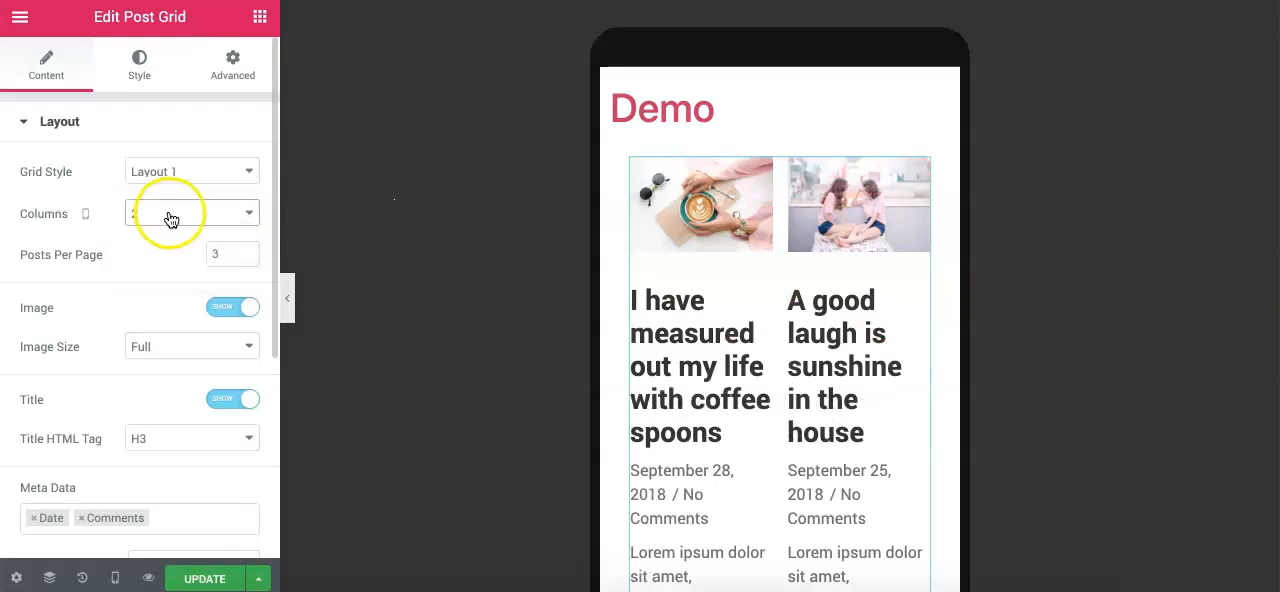 Edit Post Grid
Content
Style
Advanced
Layout
Grid Style
Layout 1
Columns
2
Posts Per Page
3
Image
SHOW
Image Size
Full
Title
SHOW
Title HTML Tag
H3
Meta Data
× Date × Comments
UPDATE
Demo
I have
measured
out my life
with coffee
spoons
September 28,
2018 / No
Comments
Lorem ipsum dolor
sit amet,
A good
laugh is
sunshine
in the
house
September 25,
2018 / No
Comments
Lorem ipsum dolor
sit amet,